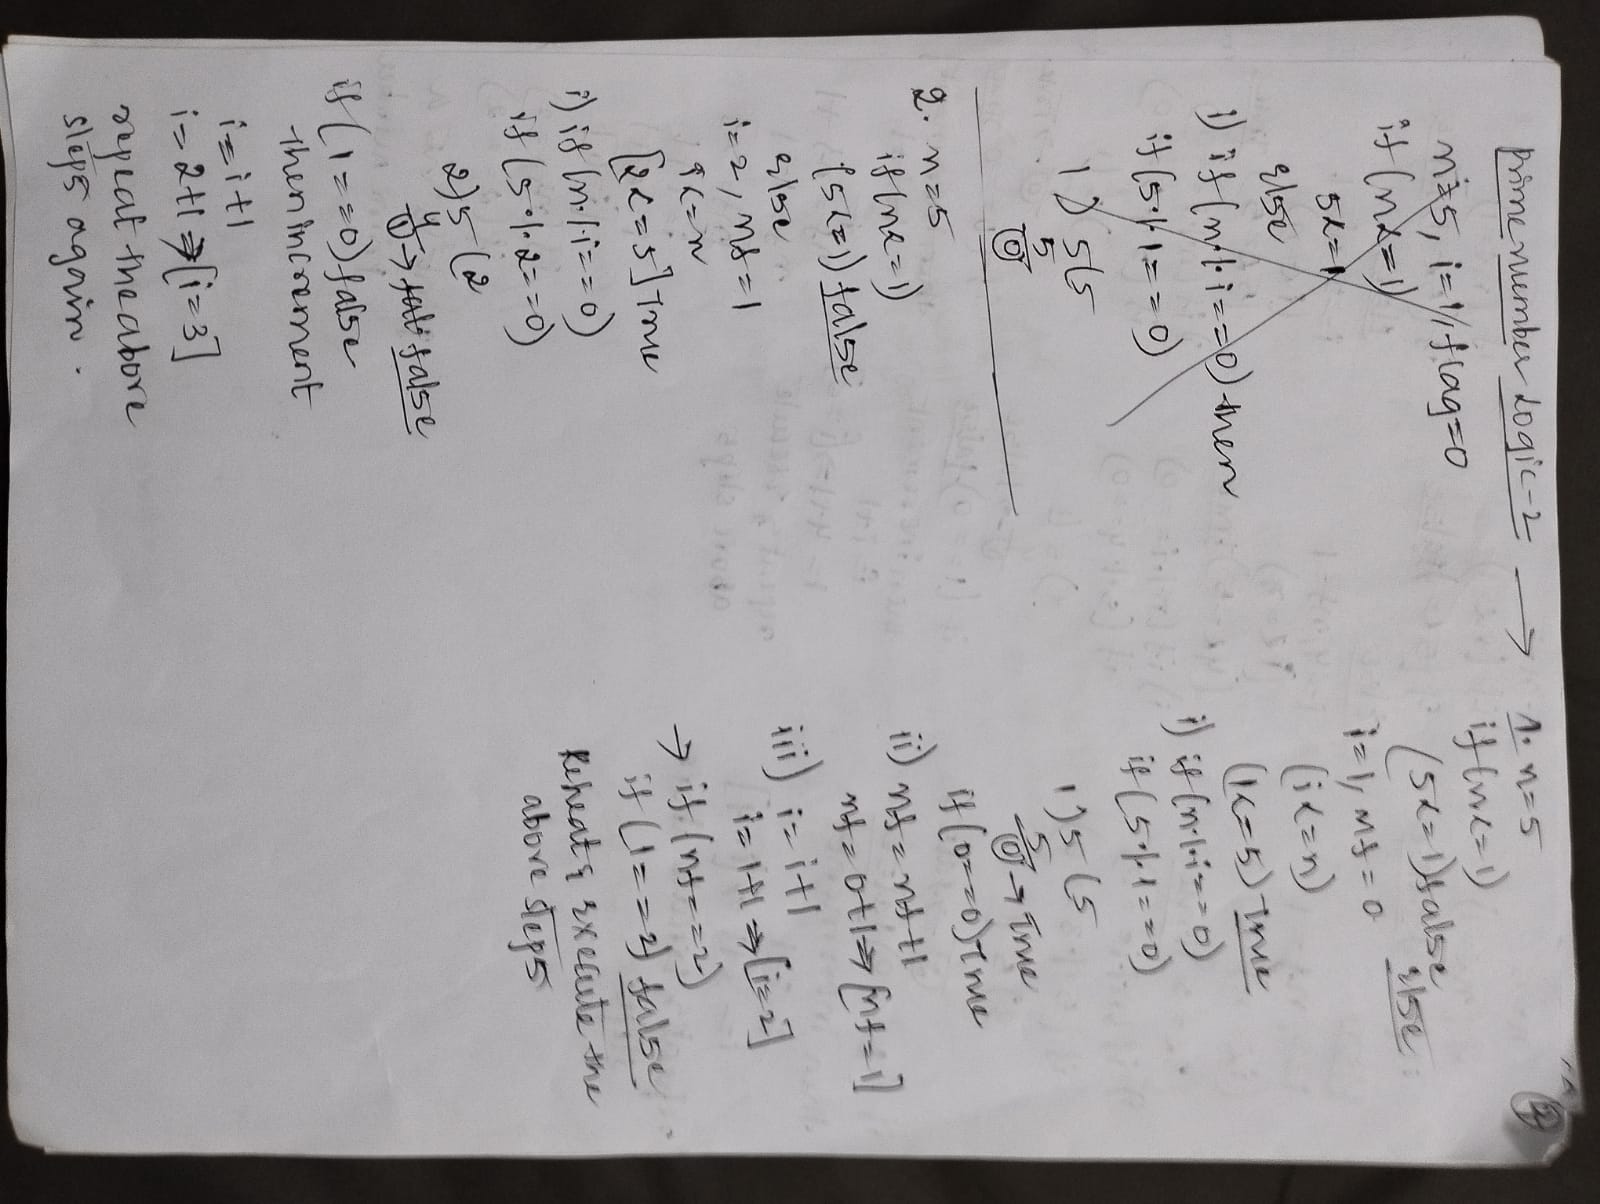 Prime number Logic-2 →
n=5, i=1, flag=0
if (n<=1)
5<=1
else
i) if (n%i==0) then
if (5%1==0)
1) 5 (5
5
0
1. n=5
if (n<=1)
(5<=1) false
else
i=1, nf=0
(i<=n)
(1<=5) True
i) if (n%i==0)
if (5%1==0)
1) 5 (5
5
0 → True
if (0==0) True
ii) nf=nf+1
nf=0+1⇒[nf=1]
iii) i=i+1
i=1+1⇒[i=2]
→ if (nf==2)
if (1==2) false
Repeat & execute the
above steps
2. n=5
if (n<=1)
(5<=1) false
else
i=2, nf=1
i<=n
[2<=5] True
i) if (n%i==0)
if (5%2==0)
2) 5 (2
4
1 → false
if (1==0) false
Then increment
i=i+1
i=2+1⇒[i=3]
repeat the above
steps again.